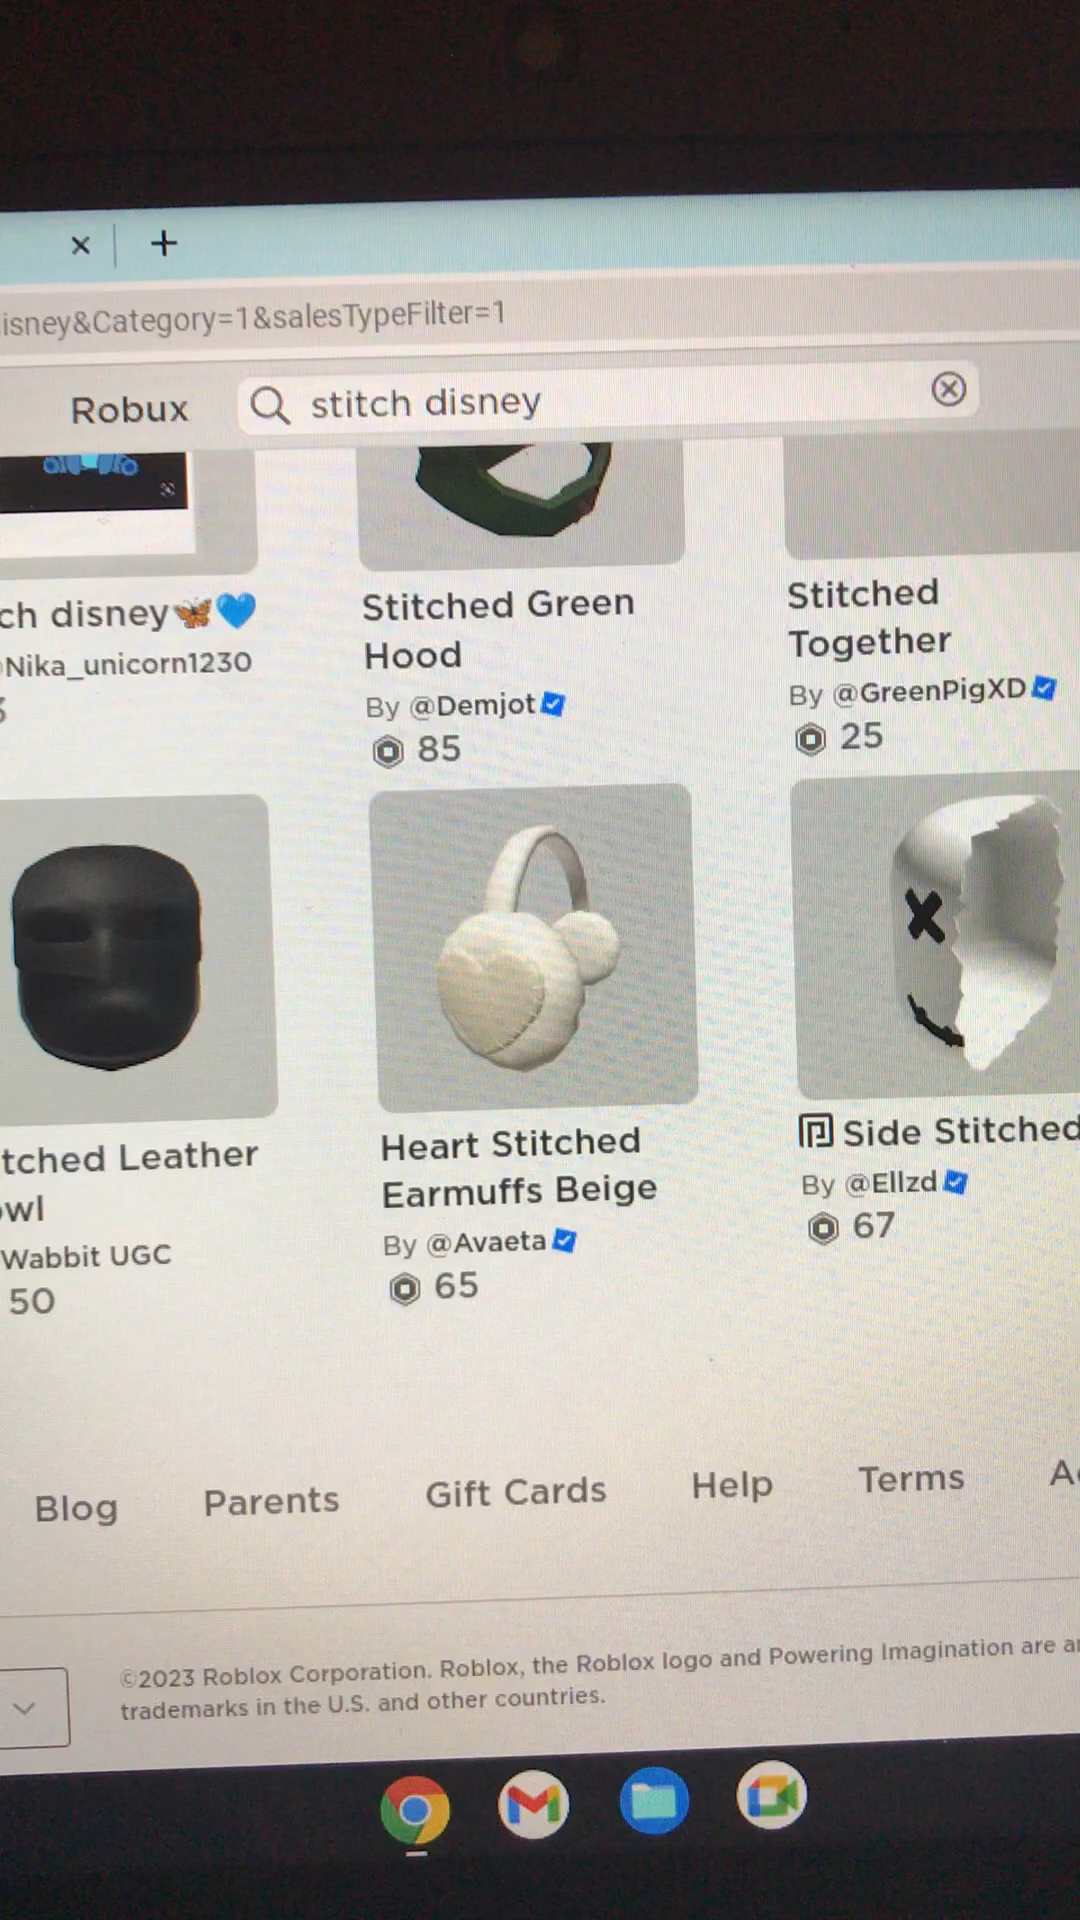 isney&Category=1&salesTypeFilter=1
Robux
stitch disney
ch disney🦋💙
Nika_unicorn1230
Stitched Green
Hood
By @Demjot
85
Stitched
Together
By @GreenPigXD
25
tched Leather
wl
Wabbit UGC
50
Heart Stitched
Earmuffs Beige
By @Avaeta
65
Side Stitched
By @Ellzd
67
Blog Parents Gift Cards Help Terms
©2023 Roblox Corporation. Roblox, the Roblox logo and Powering Imagination are
trademarks in the U.S. and other countries.